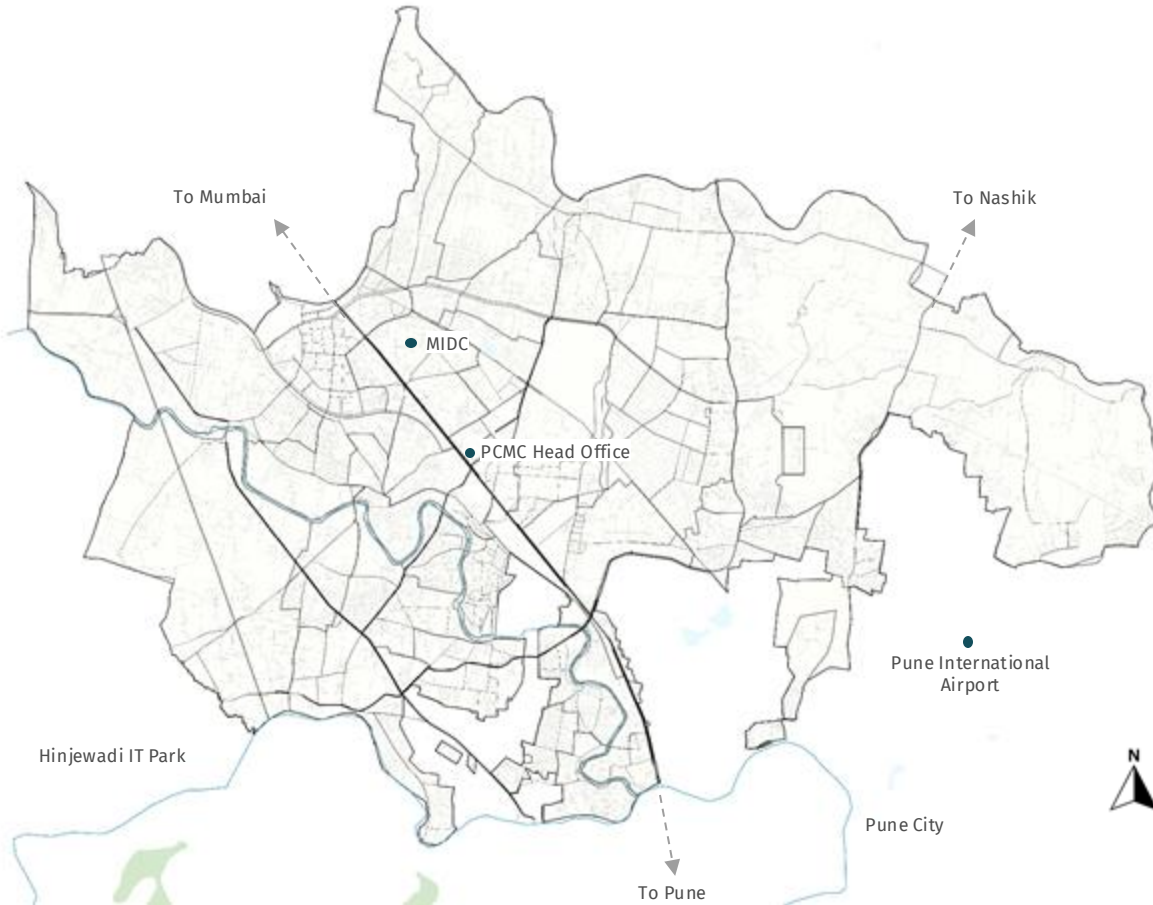 To Mumbai
To Nashik
MIDC
PCMC Head Office
Pune International
Airport
Hinjewadi IT Park
N
Pune City
To Pune